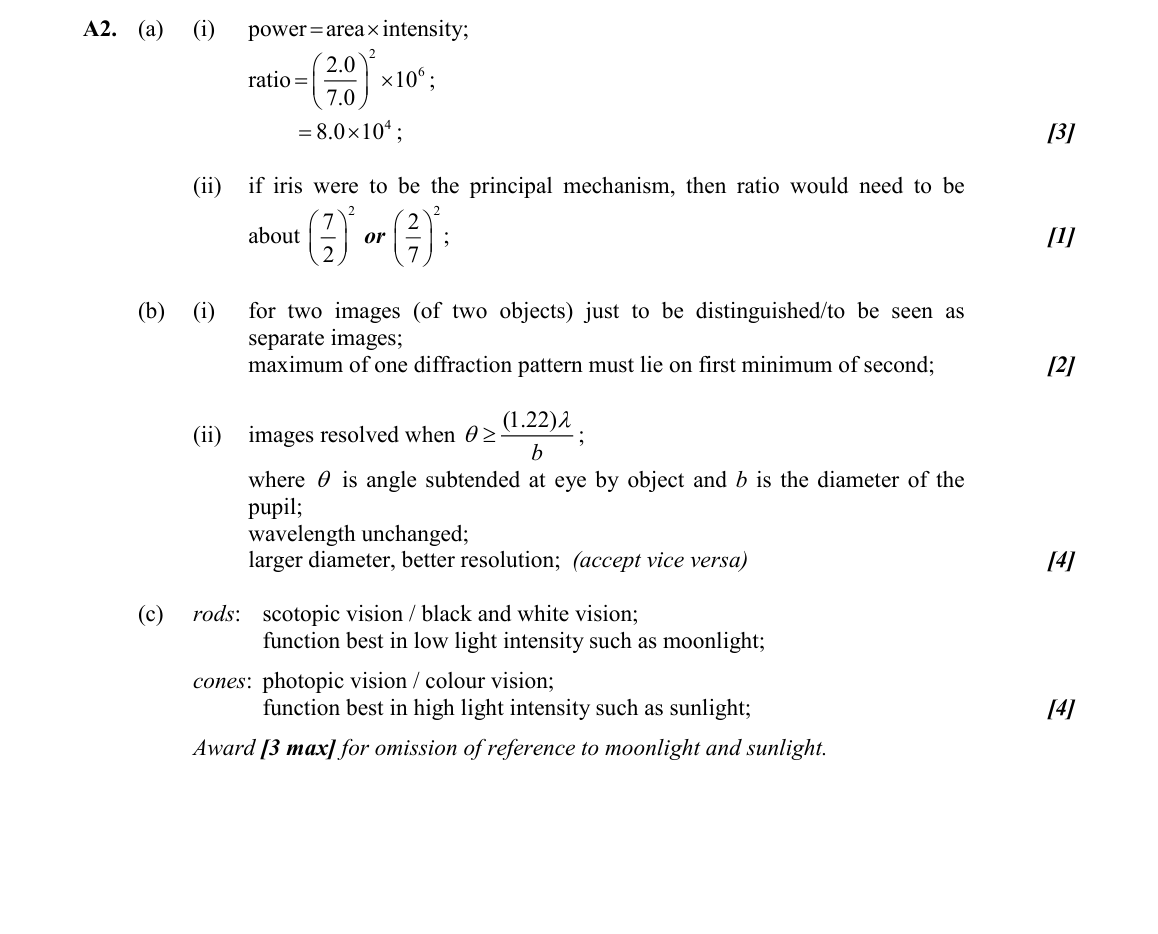 A2. (a) (i) power = area × intensity;
ratio = (2.0/7.0)² × 10⁶ ;
= 8.0 × 10⁴ ; [3]
(ii) if iris were to be the principal mechanism, then ratio would need to be
about (7/2)² or (2/7)² ; [1]
(b) (i) for two images (of two objects) just to be distinguished/to be seen as
separate images;
maximum of one diffraction pattern must lie on first minimum of second; [2]
(ii) images resolved when θ ≥ (1.22)λ/b ;
where θ is angle subtended at eye by object and b is the diameter of the
pupil;
wavelength unchanged;
larger diameter, better resolution; (accept vice versa) [4]
(c) rods: scotopic vision / black and white vision;
function best in low light intensity such as moonlight;
cones: photopic vision / colour vision;
function best in high light intensity such as sunlight; [4]
Award [3 max] for omission of reference to moonlight and sunlight.